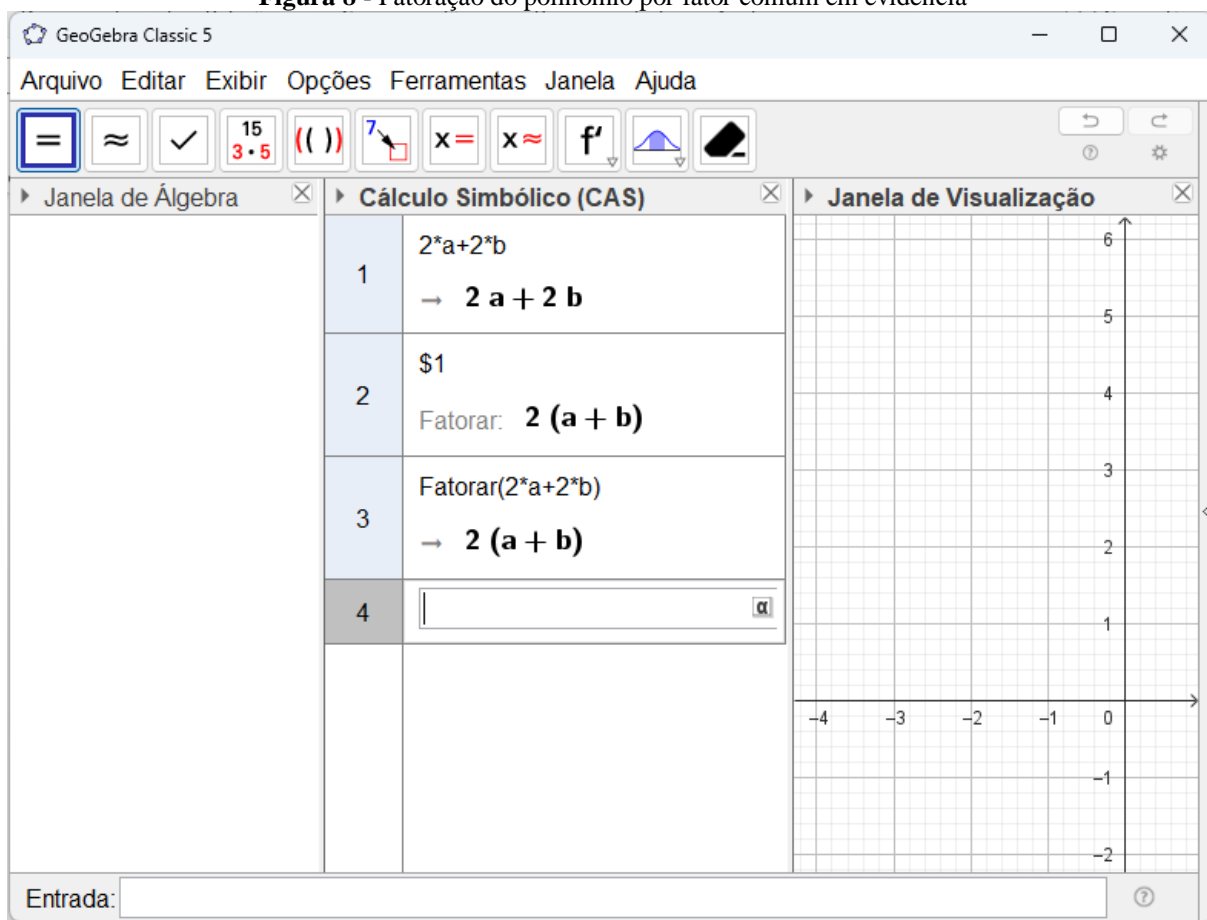 Figura 8 - Fatoração do polinômio por fator comum em evidência
GeoGebra Classic 5
Arquivo Editar Exibir Opções Ferramentas Janela Ajuda
= ≈ ✓ 15 3·5 (( )) 7 x = x ≈ f'
Janela de Álgebra
Cálculo Simbólico (CAS)
Janela de Visualização
1
2*a+2*b
→ 2 a + 2 b
2
$1
Fatorar: 2 (a + b)
3
Fatorar(2*a+2*b)
→ 2 (a + b)
4
α
6
5
4
3
2
1
−4 −3 −2 −1 0
−1
−2
Entrada: